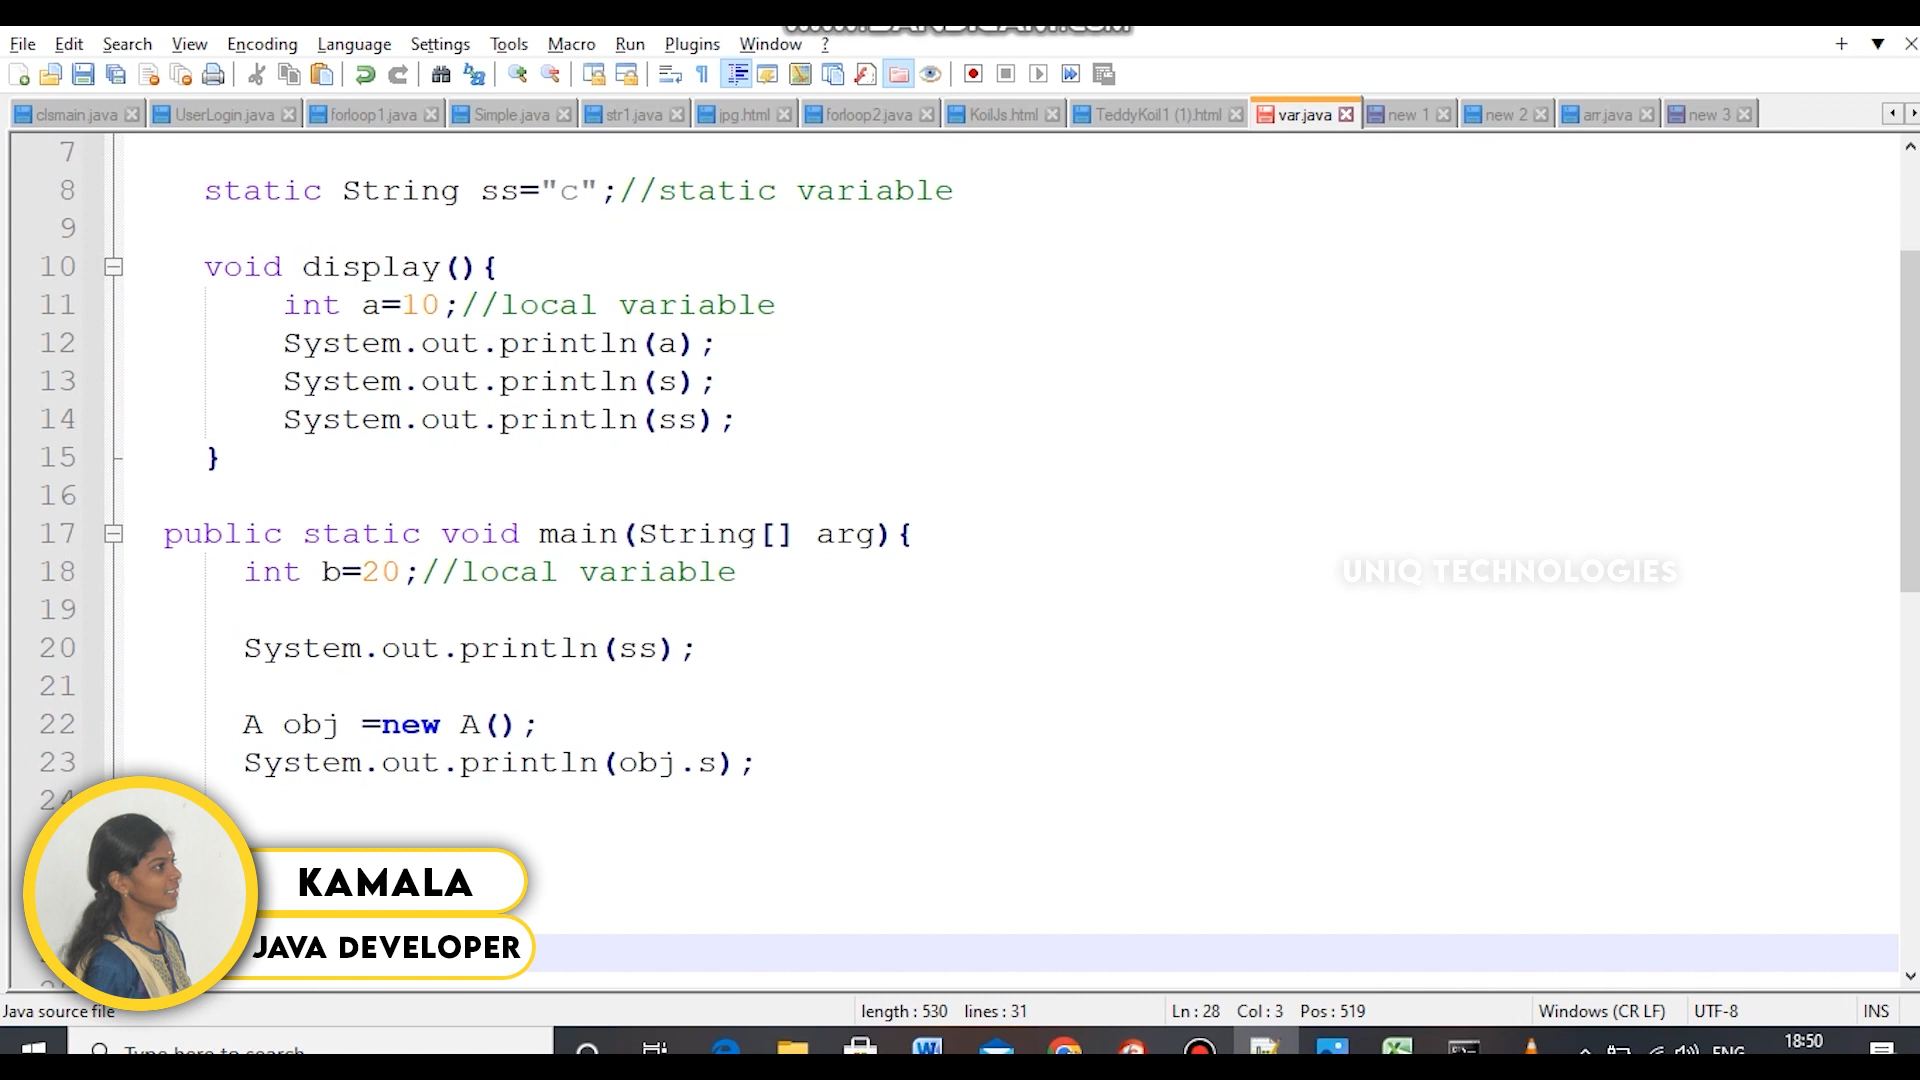 File Edit Search View Encoding Language Settings Tools Macro Run Plugins Window ?
clsmain.java UserLogin.java forloop1.java Simple.java str1.java jpg.html forloop2.java KoilJs.html TeddyKoil1 (1).html var.java new 1 new 2 arr.java new 3
7
8 static String ss="c";//static variable
9
10 void display(){
11 int a=10;//local variable
12 System.out.println(a);
13 System.out.println(s);
14 System.out.println(ss);
15 }
16
17 public static void main(String[] arg){
18 int b=20;//local variable
UNIQ TECHNOLOGIES
19
20 System.out.println(ss);
21
22 A obj =new A();
23 System.out.println(obj.s);
24
KAMALA
JAVA DEVELOPER
Java source file length : 530 lines : 31 Ln : 28 Col : 3 Pos : 519 Windows (CR LF) UTF-8 INS
Type here to search
ENG 18:50